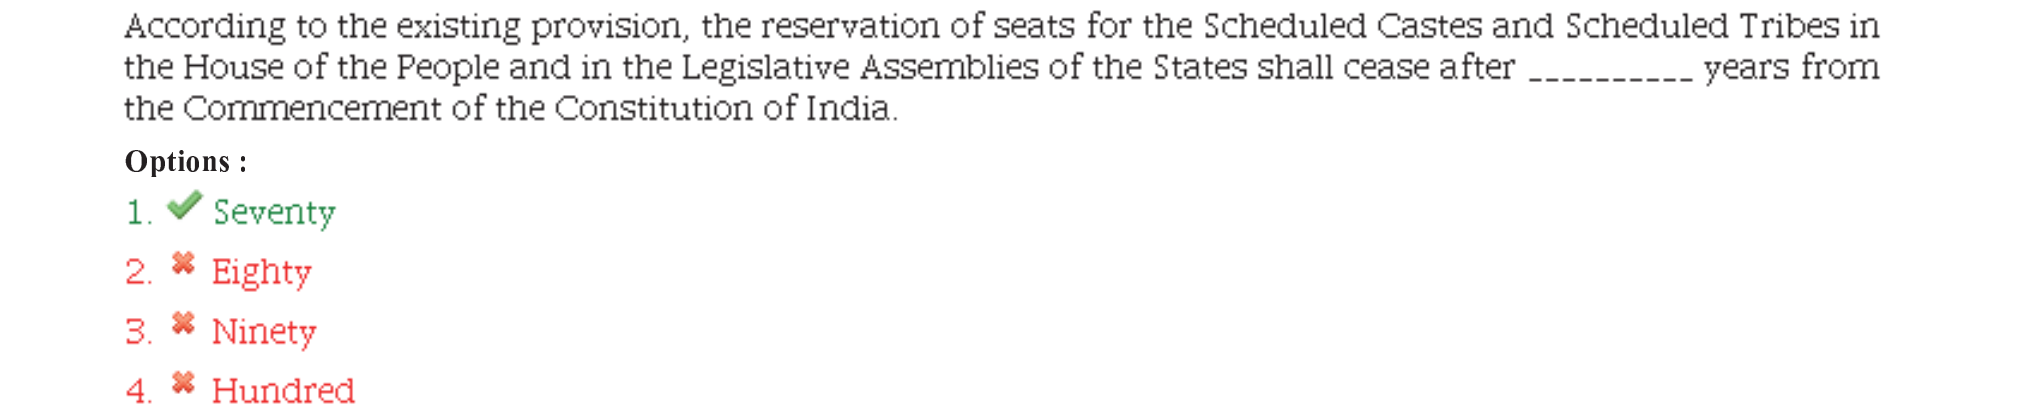 According to the existing provision, the reservation of seats for the Scheduled Castes and Scheduled Tribes in
the House of the People and in the Legislative Assemblies of the States shall cease after __________ years from
the Commencement of the Constitution of India.
Options :
1. Seventy
2. Eighty
3. Ninety
4. Hundred